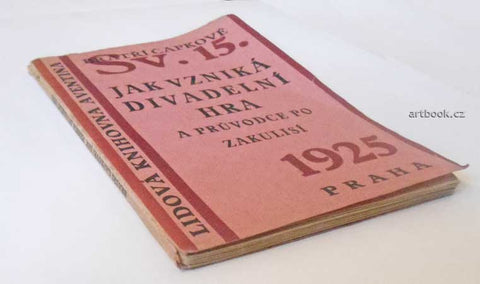 BRATŘI ČAPKOVÉ
SV. 15.
JAK VZNIKÁ
DIVADELNÍ
HRA
A PRŮVODCE PO
ZÁKULISÍ
1925
PRAHA
LIDOVÁ KNIHOVNA AVENTINA
artbook.cz